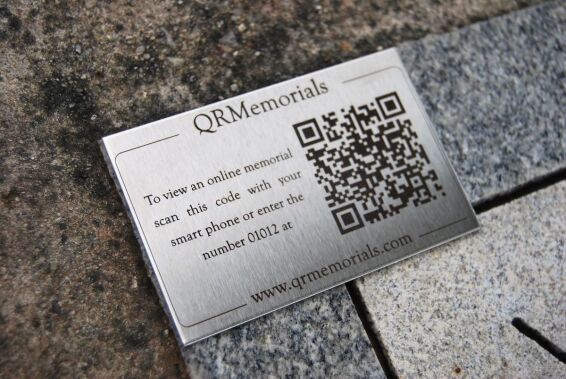 QRMemorials
To view an online memorial
scan this code with your
smart phone or enter the
number 01012 at
www.qrmemorials.com